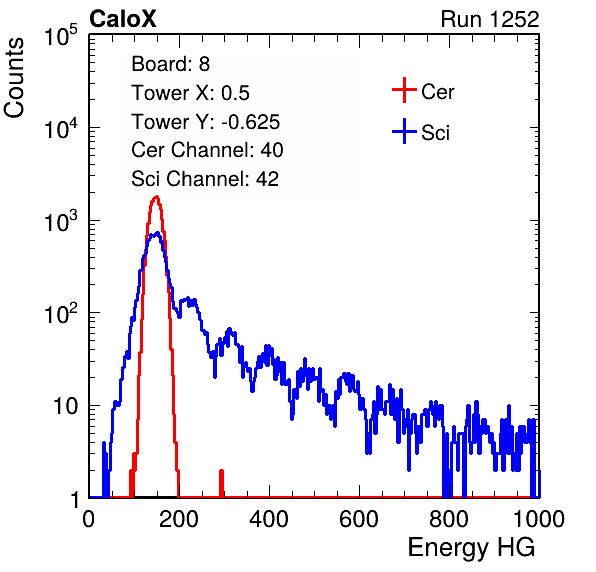 CaloX Run 1252
Counts
Board: 8
Tower X: 0.5
Tower Y: -0.625
Cer Channel: 40
Sci Channel: 42
Cer
Sci
10^5
10^4
10^3
10^2
10
1
0 200 400 600 800 1000
Energy HG